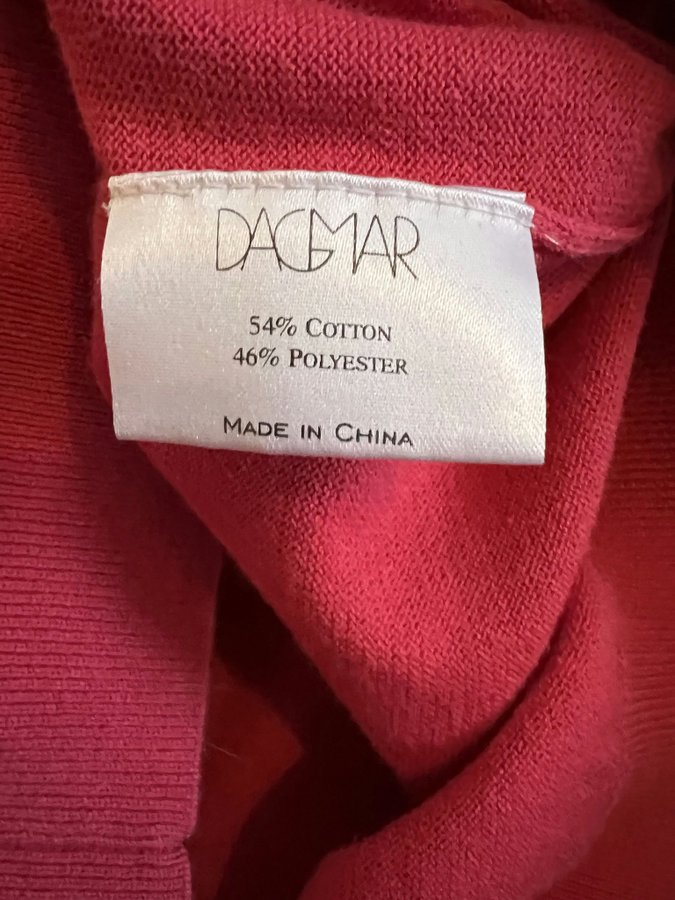 DAGMAR
54% COTTON
46% POLYESTER
MADE IN CHINA